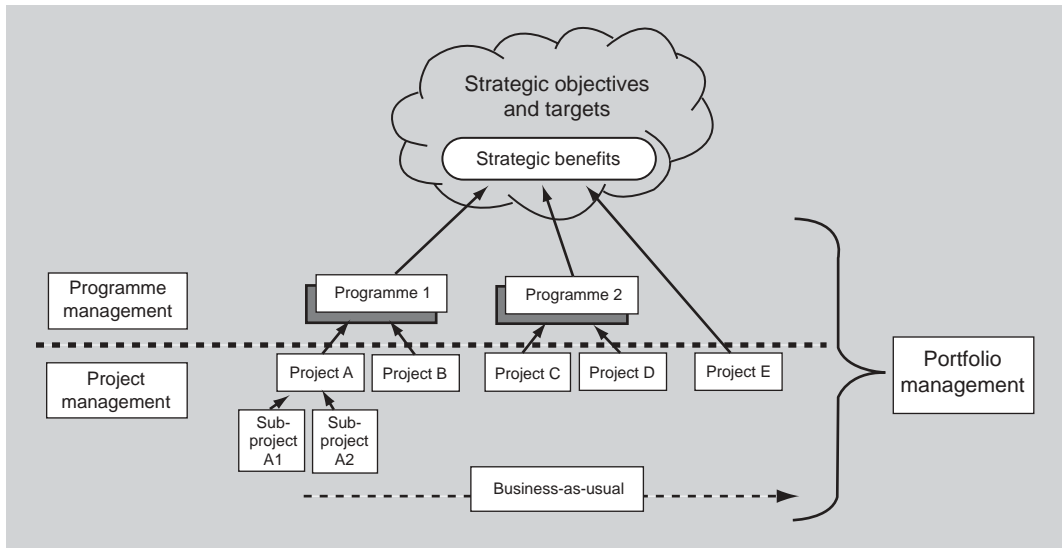 Strategic objectives
and targets
Strategic benefits
Programme
management
Programme 1
Programme 2
Project
management
Project A
Project B
Project C
Project D
Project E
Portfolio
management
Sub-
project
A1
Sub-
project
A2
Business-as-usual